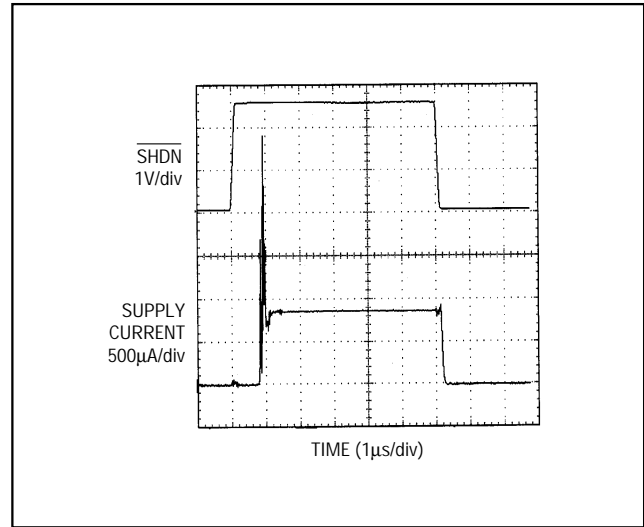 SHDN
1V/div
SUPPLY
CURRENT
500µA/div
TIME (1µs/div)